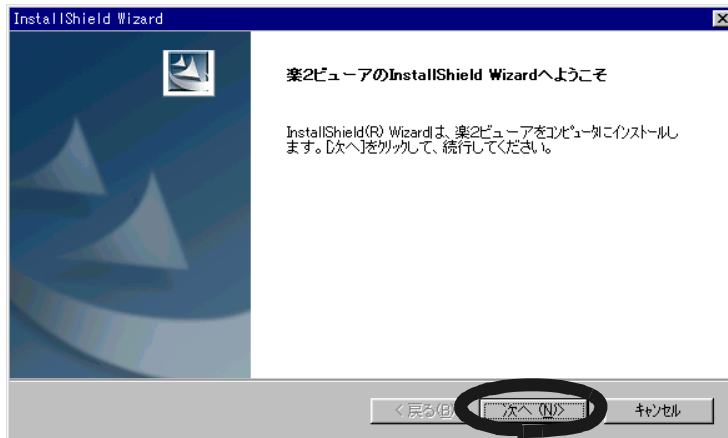 InstallShield Wizard
楽2ビューアのInstallShield Wizardへようこそ
InstallShield(R) Wizardは、楽2ビューアをコンピュータにインストールし
ます。[次へ]をクリックして、続行してください。
< 戻る(B) 次へ (N)> キャンセル